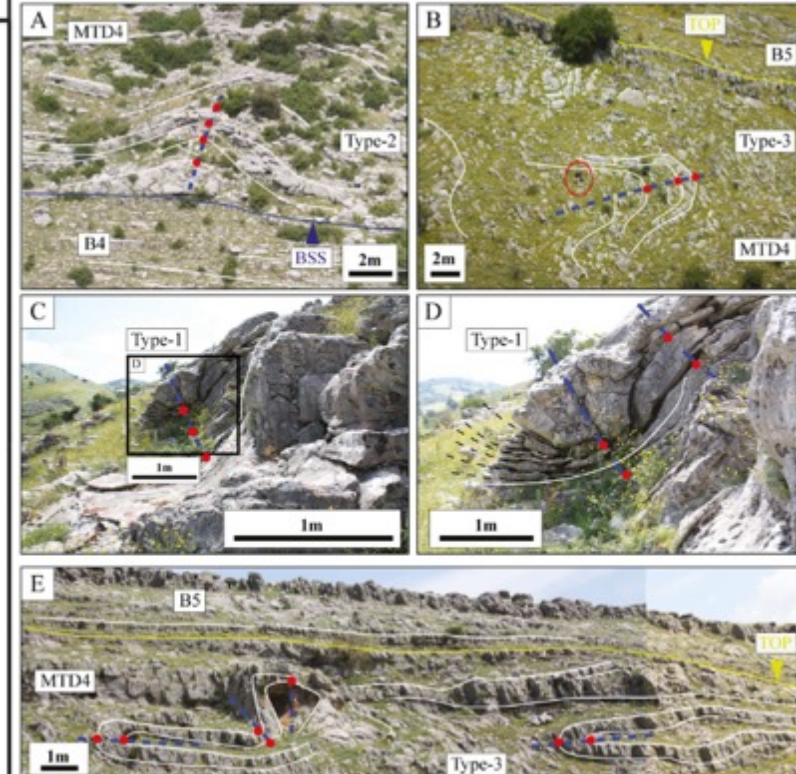 A
MTD4
Type-2
B4
BSS
2m
B
TOP
B5
Type-3
MTD4
2m
C
Type-1
D
1m
1m
D
Type-1
1m
E
B5
TOP
MTD4
1m
Type-3